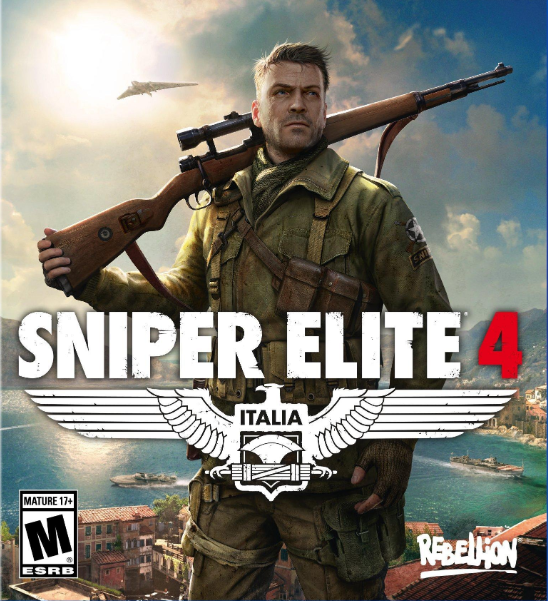 SNIPER ELITE 4
ITALIA
MATURE 17+
M
ESRB
REBELLION